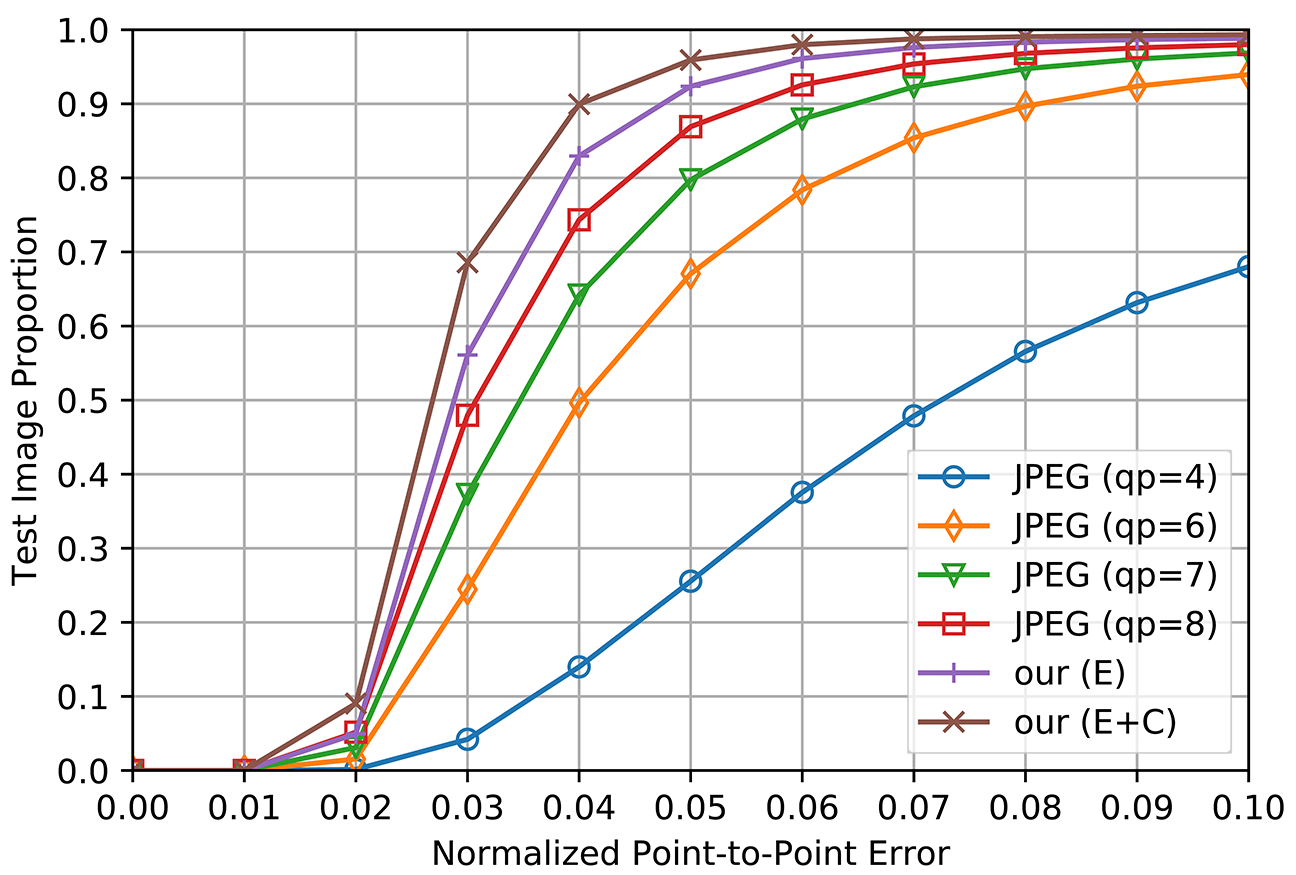 1.0
0.9
0.8
0.7
0.6
0.5
0.4
0.3
0.2
0.1
0.0
Test Image Proportion
JPEG (qp=4)
JPEG (qp=6)
JPEG (qp=7)
JPEG (qp=8)
our (E)
our (E+C)
0.00 0.01 0.02 0.03 0.04 0.05 0.06 0.07 0.08 0.09 0.10
Normalized Point-to-Point Error